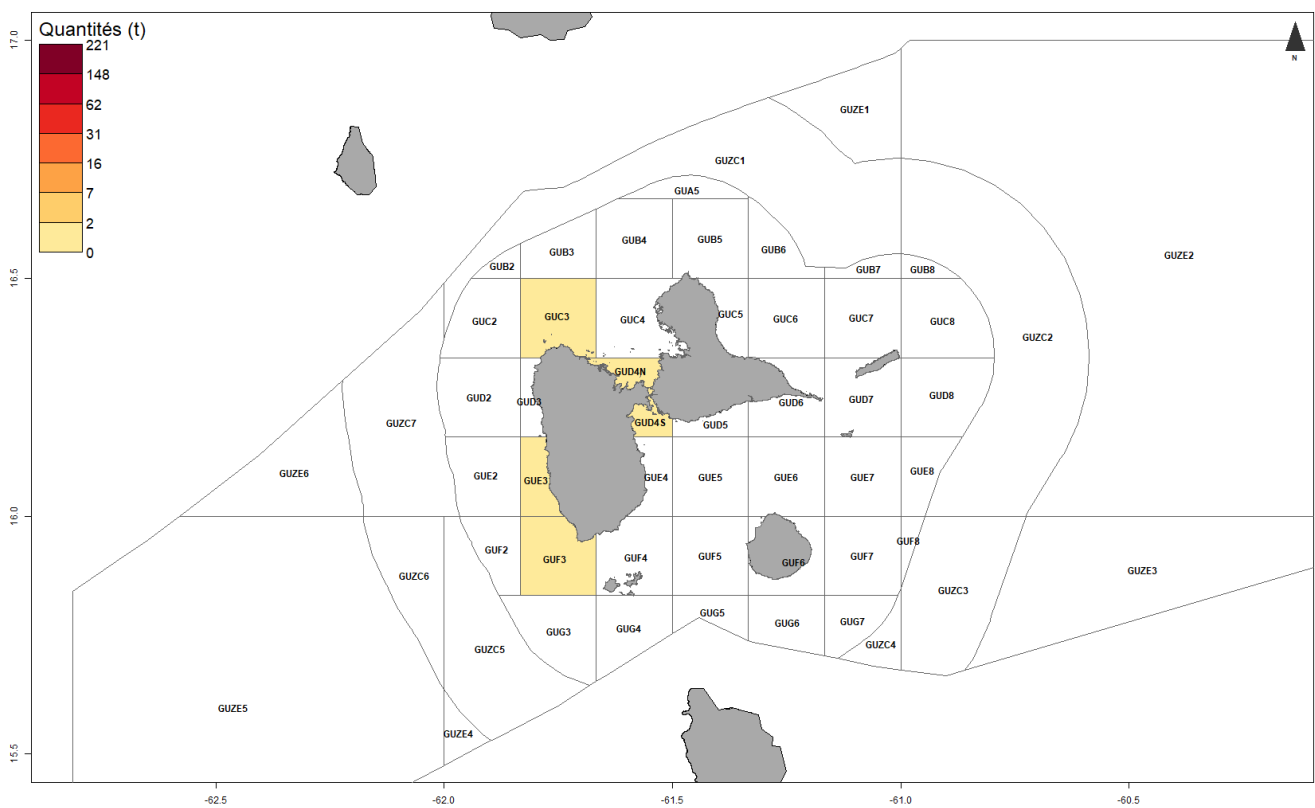 Quantités (t)
221
148
62
31
16
7
2
0
N
17.0
16.5
16.0
15.5
GUZE1
GUZC1
GUA5
GUB4
GUB5
GUB3
GUB6
GUB2
GUB7
GUB8
GUZE2
GUC2
GUC3
GUC4
GUC5
GUC6
GUC7
GUC8
GUZC2
GUD4N
GUD2
GUD3
GUD6
GUD7
GUD8
GUZC7
GUD4S
GUD5
GUZE6
GUE2
GUE3
GUE4
GUE5
GUE6
GUE7
GUE8
GUF2
GUF3
GUF4
GUF5
GUF6
GUF7
GUF8
GUZC6
GUZC3
GUZE3
GUG3
GUG4
GUG5
GUG6
GUG7
GUZC5
GUZC4
GUZE5
GUZE4
-62.5
-62.0
-61.5
-61.0
-60.5